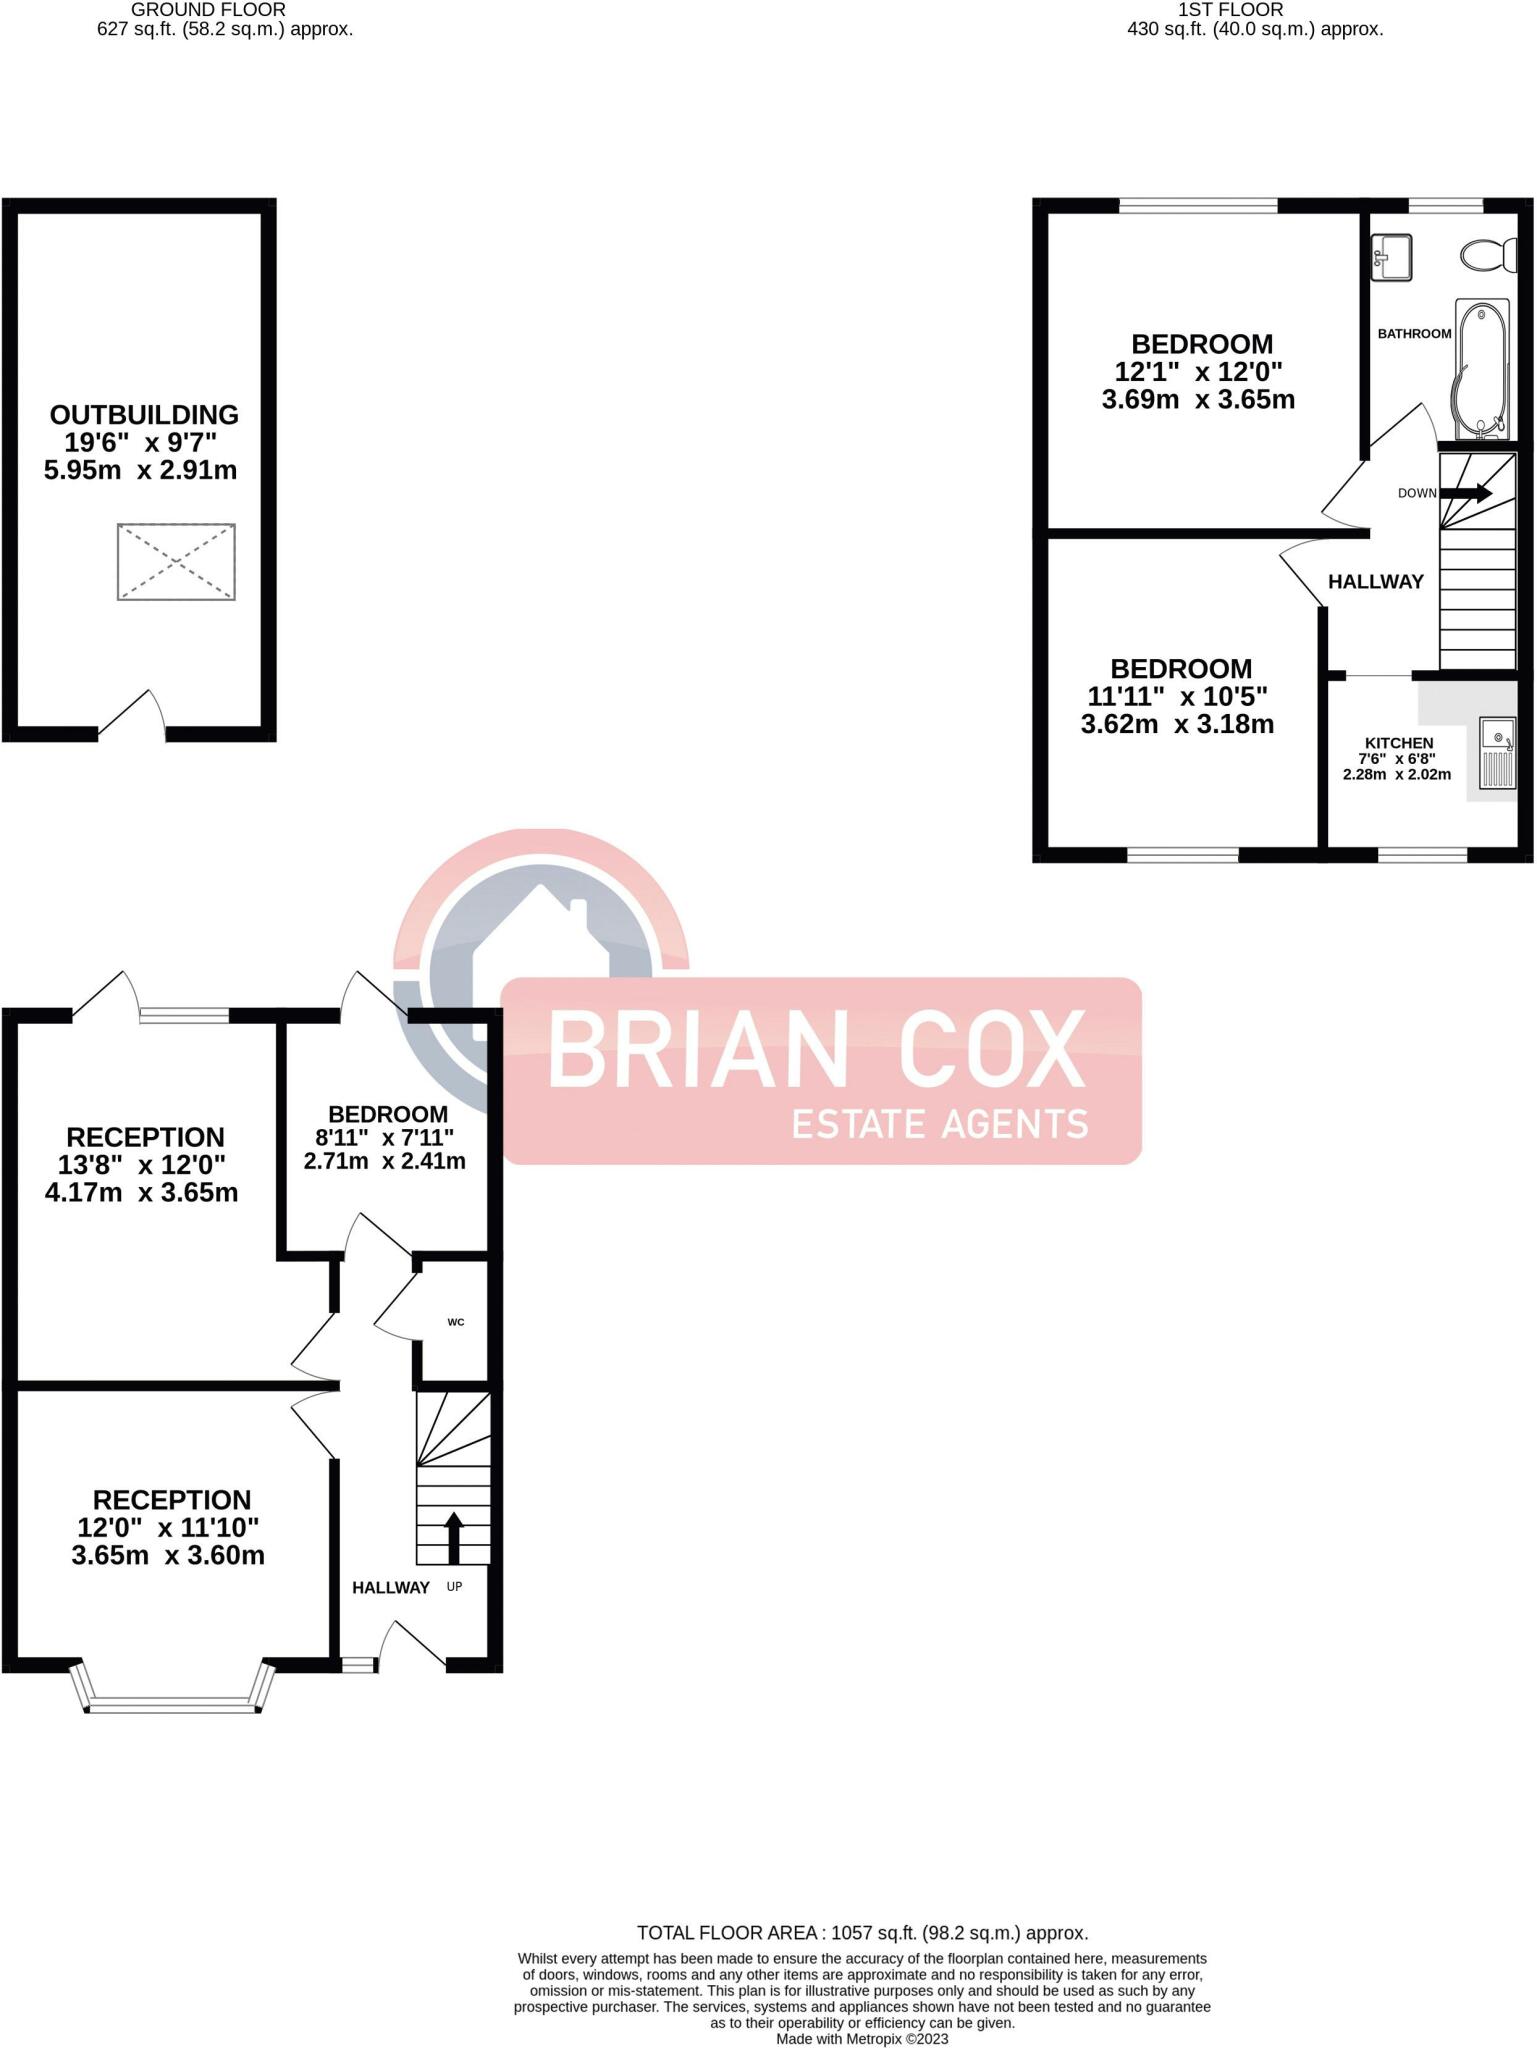 GROUND FLOOR
627 sq.ft. (58.2 sq.m.) approx.
1ST FLOOR
430 sq.ft. (40.0 sq.m.) approx.
OUTBUILDING
19'6" x 9'7"
5.95m x 2.91m
BEDROOM
12'1" x 12'0"
3.69m x 3.65m
BATHROOM
DOWN
HALLWAY
BEDROOM
11'11" x 10'5"
3.62m x 3.18m
KITCHEN
7'6" x 6'8"
2.28m x 2.02m
BRIAN COX
ESTATE AGENTS
RECEPTION
13'8" x 12'0"
4.17m x 3.65m
BEDROOM
8'11" x 7'11"
2.71m x 2.41m
WC
RECEPTION
12'0" x 11'10"
3.65m x 3.60m
HALLWAY
UP
TOTAL FLOOR AREA : 1057 sq.ft. (98.2 sq.m.) approx.
Whilst every attempt has been made to ensure the accuracy of the floorplan contained here, measurements
of doors, windows, rooms and any other items are approximate and no responsibility is taken for any error,
omission or mis-statement. This plan is for illustrative purposes only and should be used as such by any
prospective purchaser. The services, systems and appliances shown have not been tested and no guarantee
as to their operability or efficiency can be given.
Made with Metropix ©2023